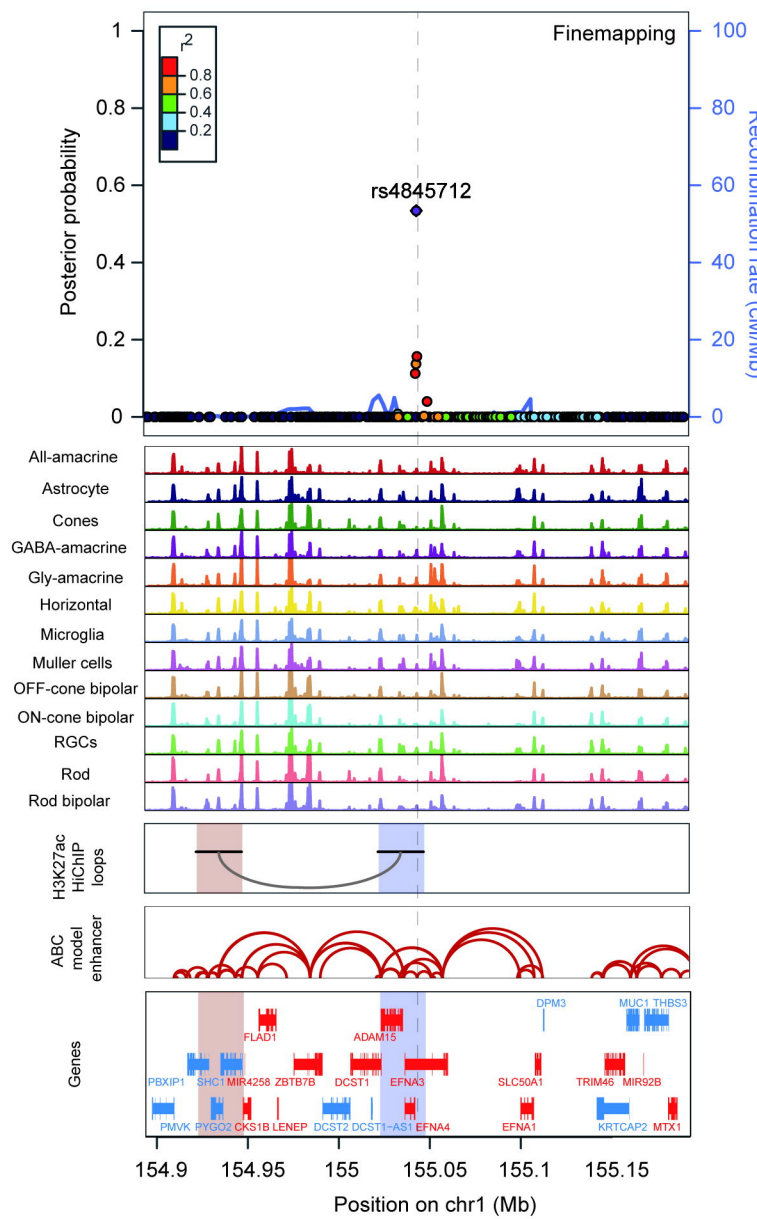 Finemapping
r2
0.8
0.6
0.4
0.2
1
0.8
0.6
0.4
0.2
0
Posterior probability
100
80
60
40
20
0
Recombination rate (cM/Mb)
rs4845712
All-amacrine
Astrocyte
Cones
GABA-amacrine
Gly-amacrine
Horizontal
Microglia
Muller cells
OFF-cone bipolar
ON-cone bipolar
RGCs
Rod
Rod bipolar
H3K27ac
HiChIP
loops
ABC
model
enhancer
Genes
DPM3 MUC1 THBS3
FLAD1 ADAM15
PBXIP1 SHC1 MIR4258 ZBTB7B DCST1 EFNA3 SLC50A1 TRIM46 MIR92B
PMVK PYGO2 CKS1B LENEP DCST2 DCST1-AS1 EFNA4 EFNA1 KRTCAP2 MTX1
154.9 154.95 155 155.05 155.1 155.15
Position on chr1 (Mb)